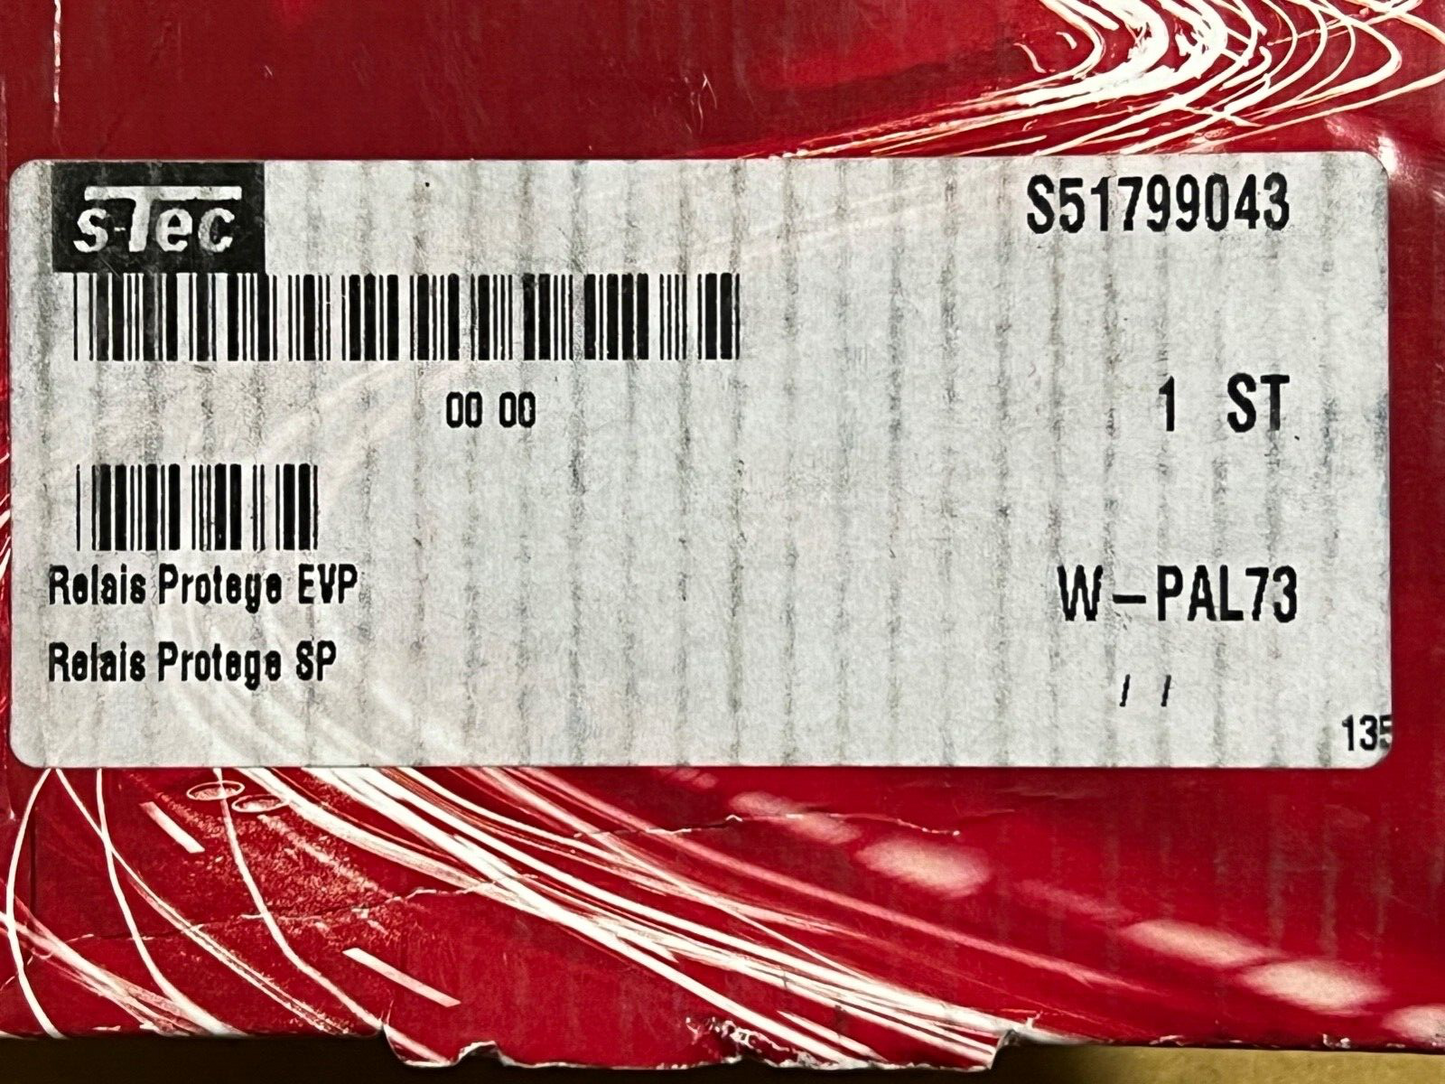 s-Tec
S51799043
00 00
1 ST
Relais Protege EVP
W-PAL73
Relais Protege SP
/ /
135